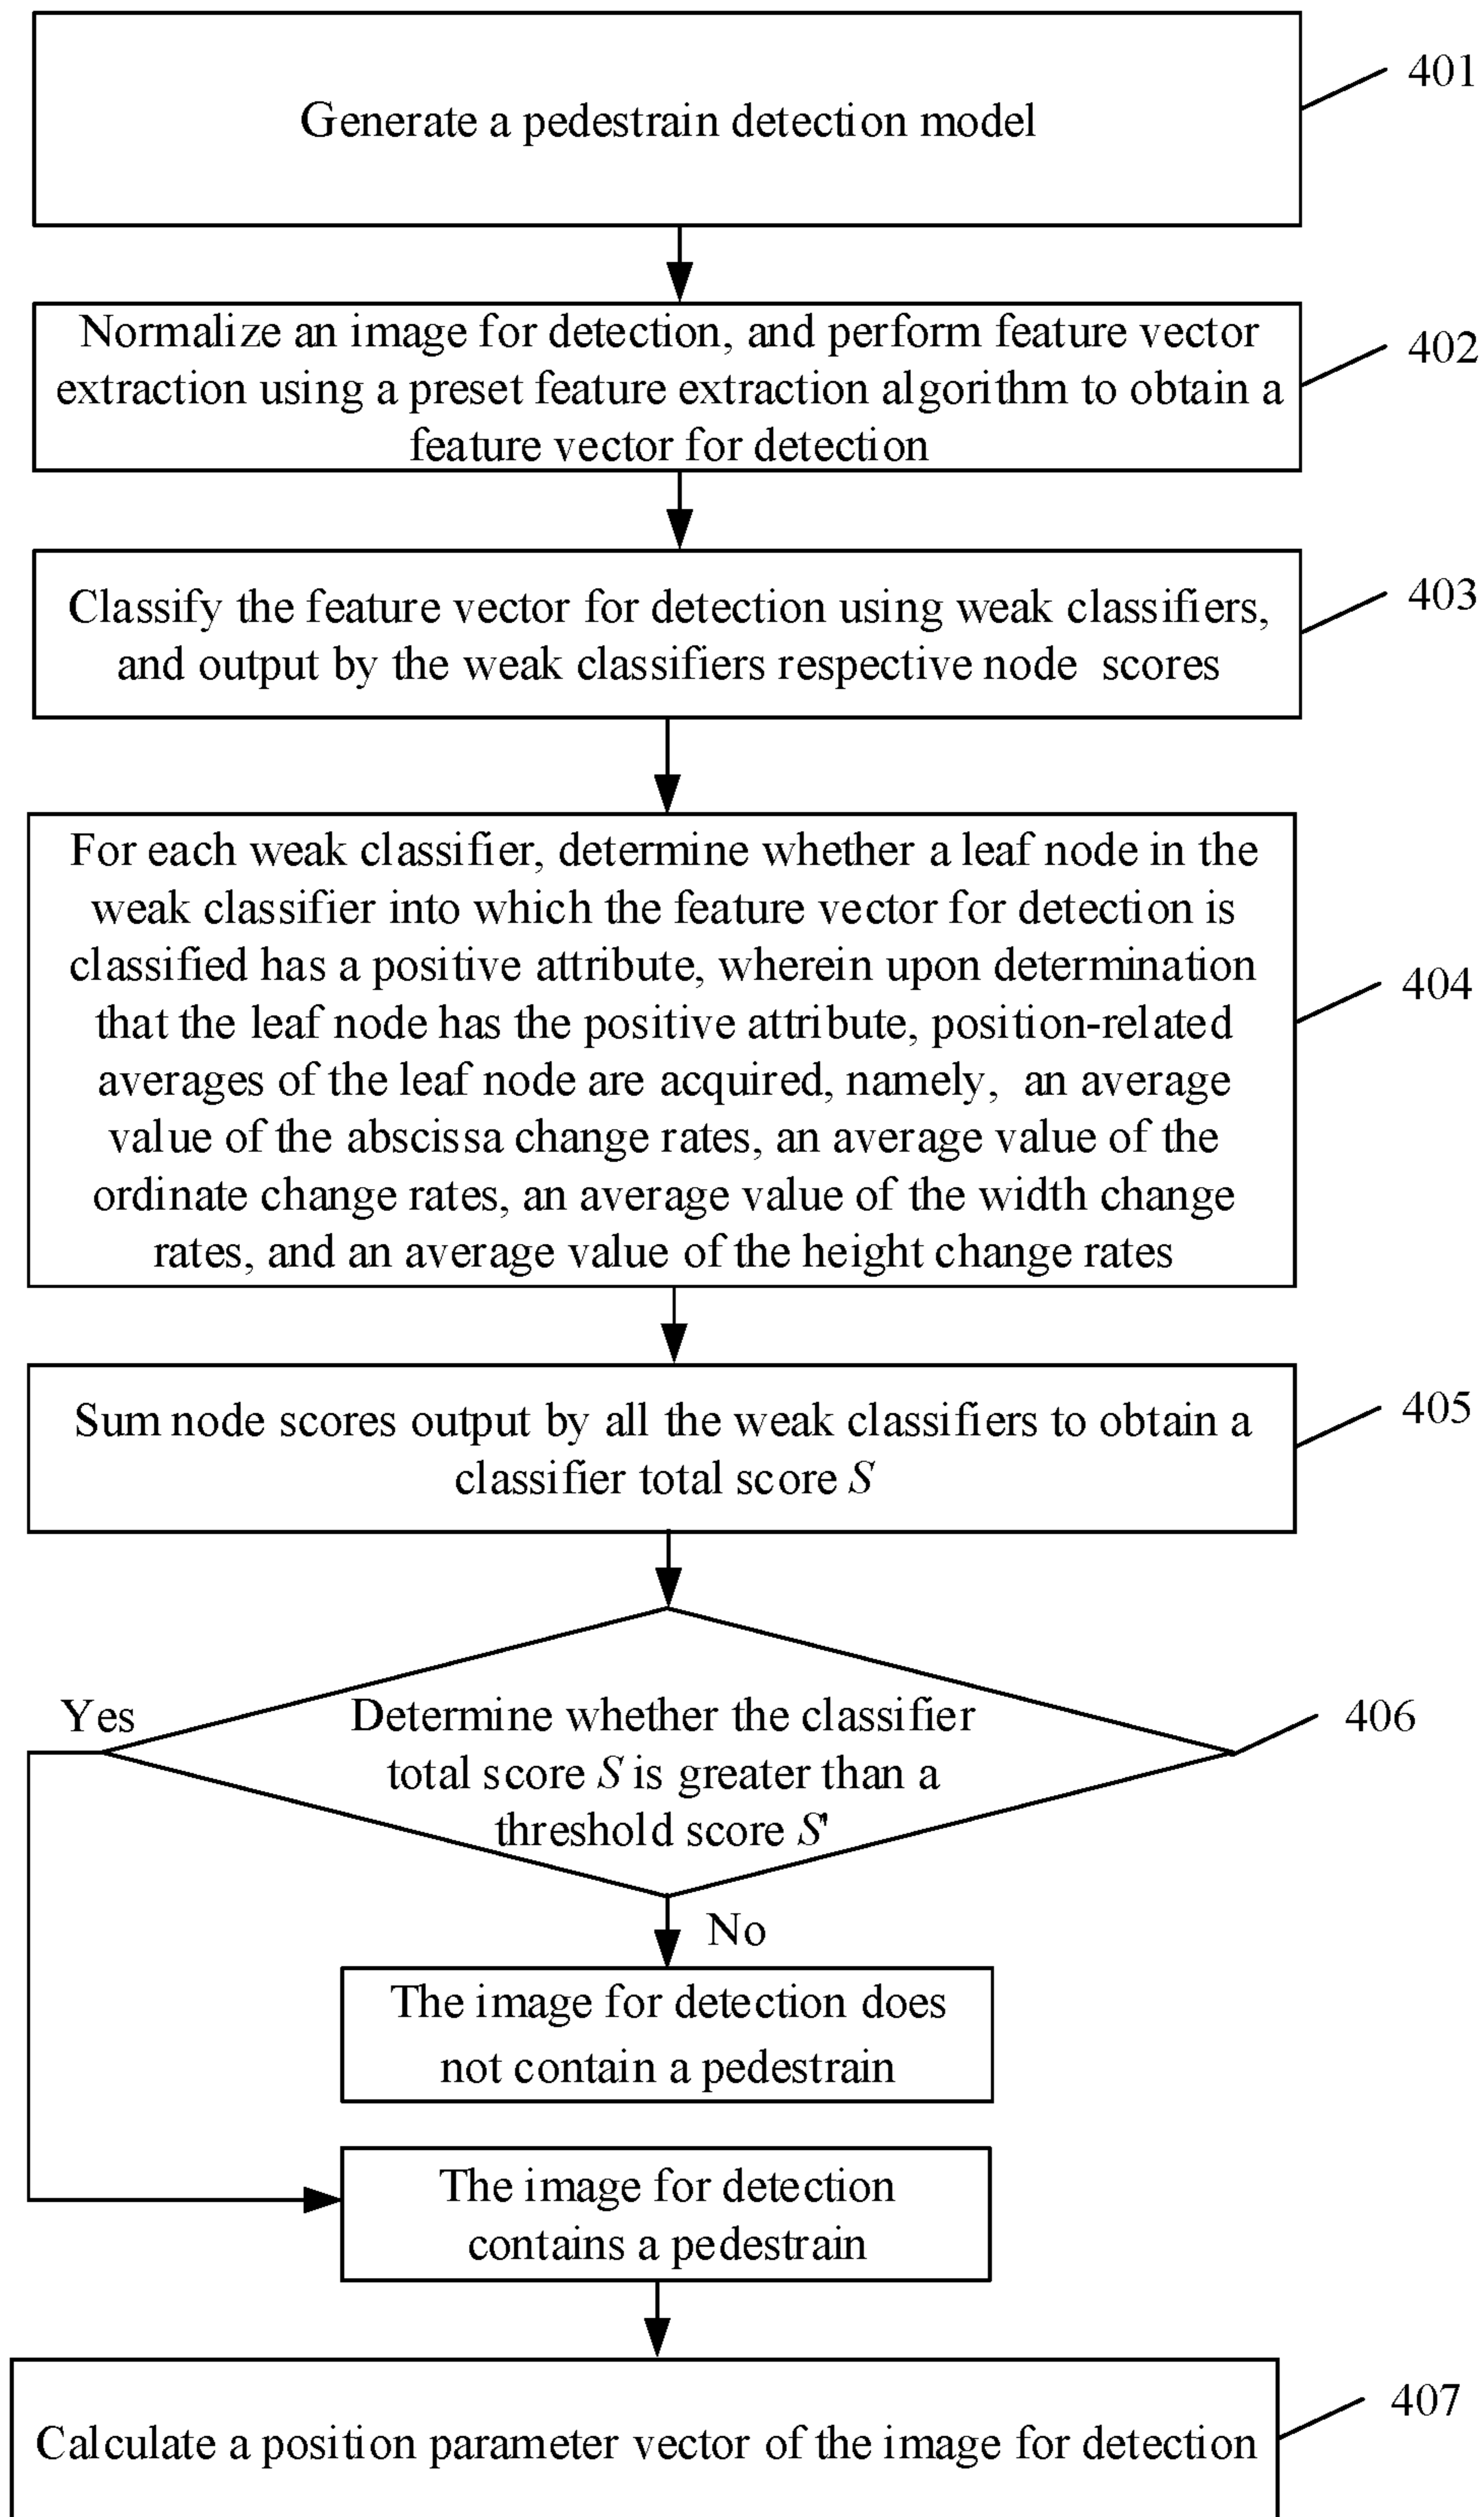 Generate a pedestrain detection model
401
Normalize an image for detection, and perform feature vector
extraction using a preset feature extraction algorithm to obtain a
feature vector for detection
402
Classify the feature vector for detection using weak classifiers,
and output by the weak classifiers respective node scores
403
For each weak classifier, determine whether a leaf node in the
weak classifier into which the feature vector for detection is
classified has a positive attribute, wherein upon determination
that the leaf node has the positive attribute, position-related
averages of the leaf node are acquired, namely, an average
value of the abscissa change rates, an average value of the
ordinate change rates, an average value of the width change
rates, and an average value of the height change rates
404
Sum node scores output by all the weak classifiers to obtain a
classifier total score S
405
Yes
Determine whether the classifier
total score S is greater than a
threshold score S'
406
No
The image for detection does
not contain a pedestrain
The image for detection
contains a pedestrain
Calculate a position parameter vector of the image for detection
407